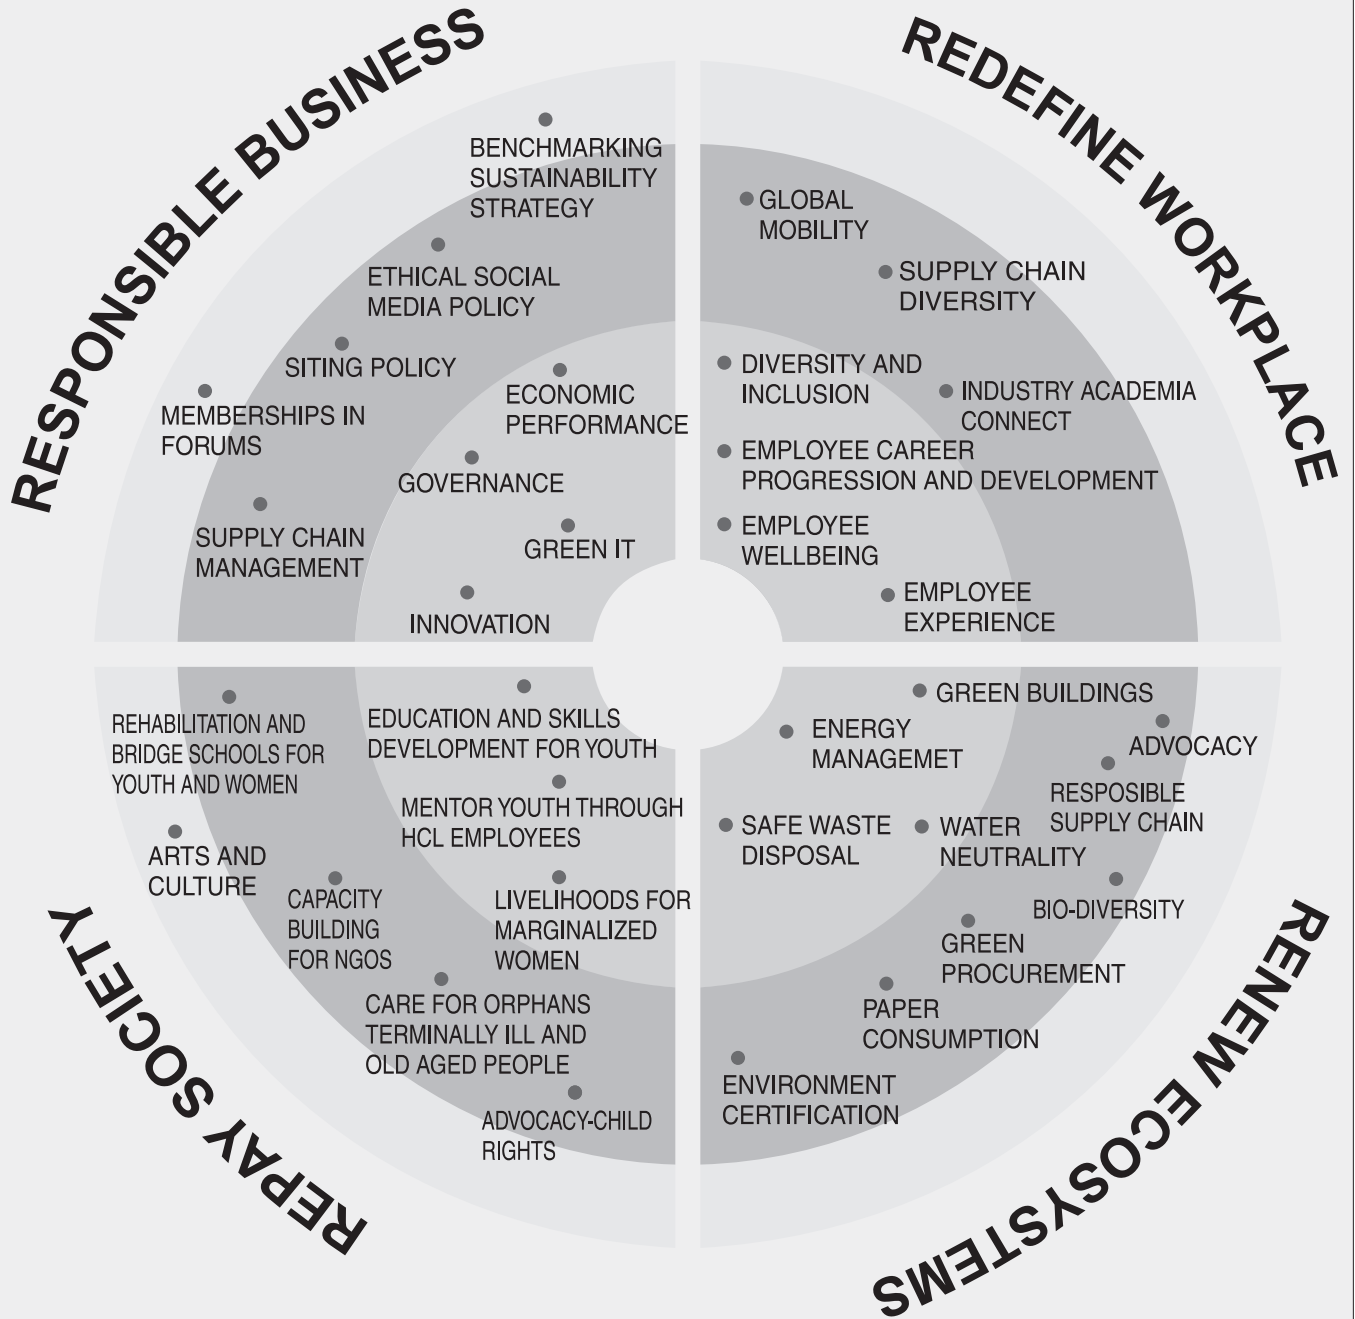 RESPONSIBLE BUSINESS
BENCHMARKING
SUSTAINABILITY
STRATEGY
ETHICAL SOCIAL
MEDIA POLICY
SITING POLICY
MEMBERSHIPS IN
FORUMS
SUPPLY CHAIN
MANAGEMENT
ECONOMIC
PERFORMANCE
GOVERNANCE
GREEN IT
INNOVATION
REDEFINE WORKPLACE
GLOBAL
MOBILITY
SUPPLY CHAIN
DIVERSITY
DIVERSITY AND
INCLUSION
INDUSTRY ACADEMIA
CONNECT
EMPLOYEE CAREER
PROGRESSION AND DEVELOPMENT
EMPLOYEE
WELLBEING
EMPLOYEE
EXPERIENCE
REPAY SOCIETY
REHABILITATION AND
BRIDGE SCHOOLS FOR
YOUTH AND WOMEN
EDUCATION AND SKILLS
DEVELOPMENT FOR YOUTH
MENTOR YOUTH THROUGH
HCL EMPLOYEES
ARTS AND
CULTURE
CAPACITY
BUILDING
FOR NGOS
LIVELIHOODS FOR
MARGINALIZED
WOMEN
CARE FOR ORPHANS
TERMINALLY ILL AND
OLD AGED PEOPLE
ADVOCACY-CHILD
RIGHTS
RENEW ECOSYSTEMS
GREEN BUILDINGS
ENERGY
MANAGEMET
ADVOCACY
RESPOSIBLE
SUPPLY CHAIN
SAFE WASTE
DISPOSAL
WATER
NEUTRALITY
BIO-DIVERSITY
GREEN
PROCUREMENT
PAPER
CONSUMPTION
ENVIRONMENT
CERTIFICATION